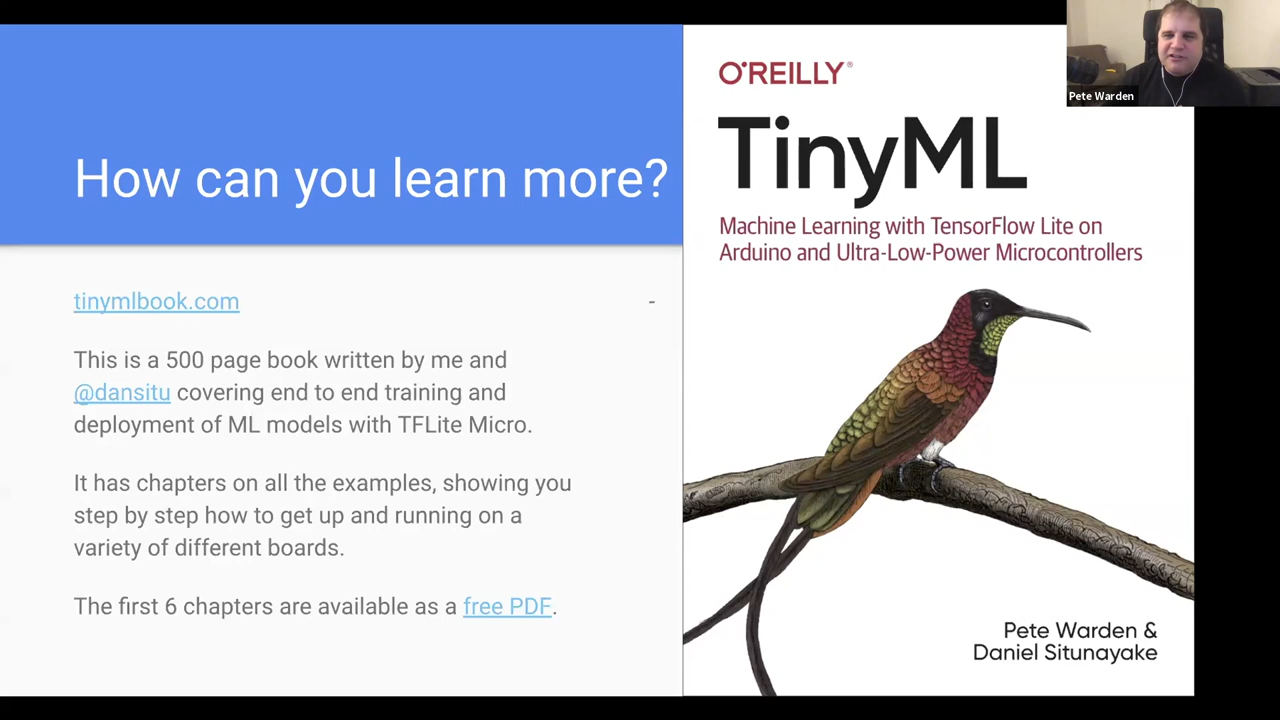 How can you learn more?
tinymlbook.com
-
This is a 500 page book written by me and
@dansitu covering end to end training and
deployment of ML models with TFLite Micro.
It has chapters on all the examples, showing you
step by step how to get up and running on a
variety of different boards.
The first 6 chapters are available as a free PDF.
O'REILLY®
TinyML
Machine Learning with TensorFlow Lite on
Arduino and Ultra-Low-Power Microcontrollers
Pete Warden &
Daniel Situnayake
Pete Warden